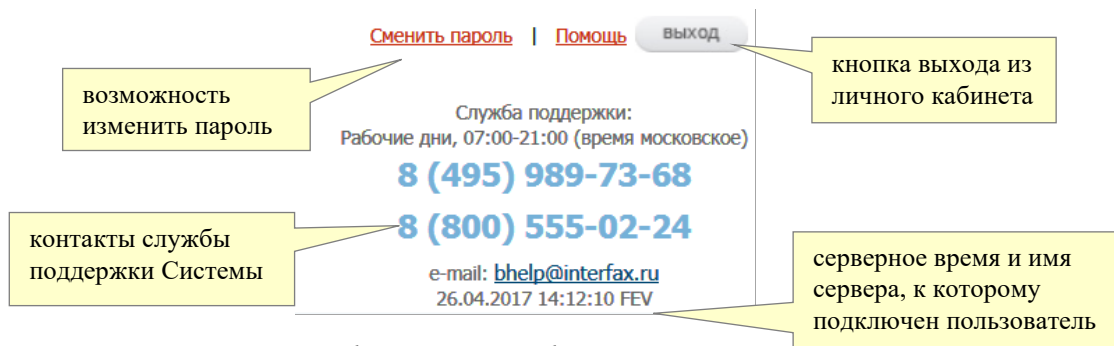 Сменить пароль | Помощь выход
кнопка выхода из
личного кабинета
возможность
изменить пароль
Служба поддержки:
Рабочие дни, 07:00-21:00 (время московское)
8 (495) 989-73-68
8 (800) 555-02-24
контакты службы
поддержки Системы
e-mail: bhelp@interfax.ru
26.04.2017 14:12:10 FEV
серверное время и имя
сервера, к которому
подключен пользователь